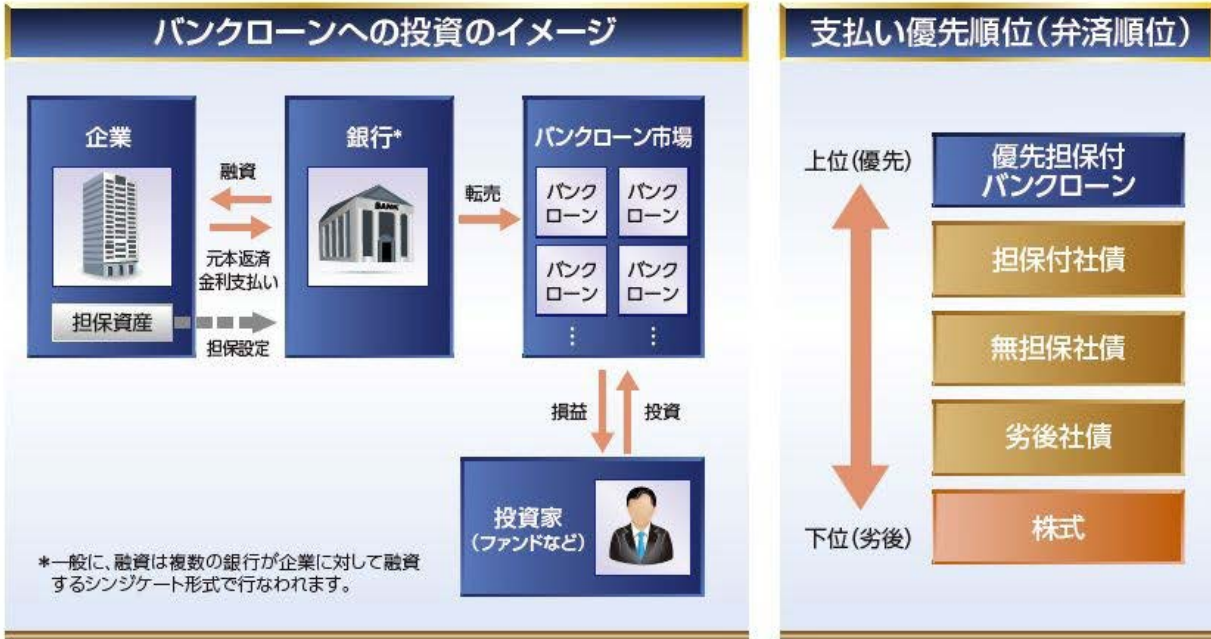 バンクローンへの投資のイメージ
企業
銀行*
バンクローン市場
融資
元本返済
金利支払い
担保資産
担保設定
BANK
転売
バンク
ローン
バンク
ローン
バンク
ローン
バンク
ローン
⋮
⋮
損益
投資
投資家
(ファンドなど)
*一般に、融資は複数の銀行が企業に対して融資
するシンジケート形式で行なわれます。
支払い優先順位(弁済順位)
上位(優先)
下位(劣後)
優先担保付
バンクローン
担保付社債
無担保社債
劣後社債
株式